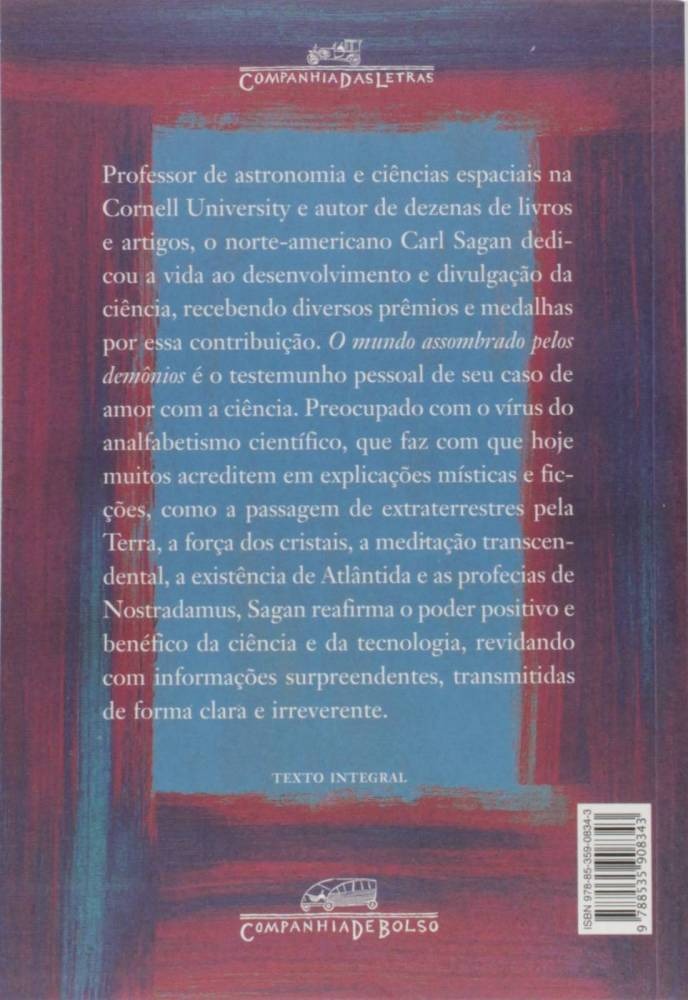 COMPANHIA DAS LETRAS
Professor de astronomia e ciências espaciais na
Cornell University e autor de dezenas de livros
e artigos, o norte-americano Carl Sagan dedi-
cou a vida ao desenvolvimento e divulgação da
ciência, recebendo diversos prêmios e medalhas
por essa contribuição. O mundo assombrado pelos
demônios é o testemunho pessoal de seu caso de
amor com a ciência. Preocupado com o vírus do
analfabetismo científico, que faz com que hoje
muitos acreditem em explicações místicas e fic-
ções, como a passagem de extraterrestres pela
Terra, a força dos cristais, a meditação transcen-
dental, a existência de Atlântida e as profecias de
Nostradamus, Sagan reafirma o poder positivo e
benéfico da ciência e da tecnologia, revidando
com informações surpreendentes, transmitidas
de forma clara e irreverente.
TEXTO INTEGRAL
ISBN 978-85-359-0834-3
9 788535 908343
COMPANHIA DE BOLSO